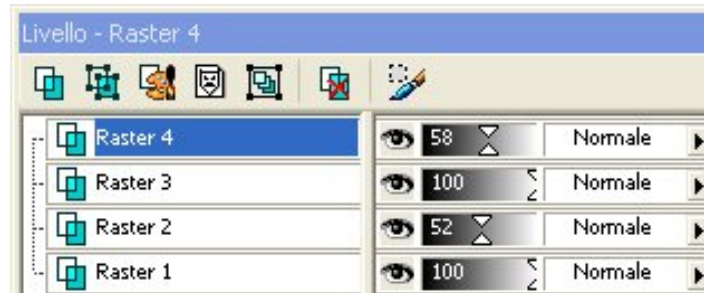 Livello - Raster 4
Raster 4 58 Normale
Raster 3 100 Normale
Raster 2 52 Normale
Raster 1 100 Normale